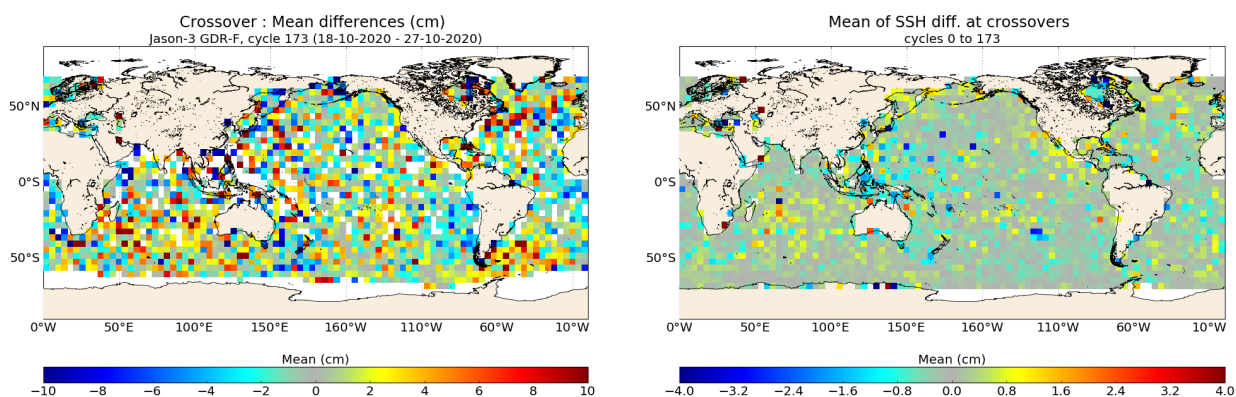 Crossover : Mean differences (cm)
Jason-3 GDR-F, cycle 173 (18-10-2020 - 27-10-2020)
50°N
0°S
50°S
0°W 50°E 100°E 150°E 160°W 110°W 60°W 10°W
Mean (cm)
−10 −8 −6 −4 −2 0 2 4 6 8 10
Mean of SSH diff. at crossovers
cycles 0 to 173
50°N
0°S
50°S
0°W 50°E 100°E 150°E 160°W 110°W 60°W 10°W
Mean (cm)
−4.0 −3.2 −2.4 −1.6 −0.8 0.0 0.8 1.6 2.4 3.2 4.0